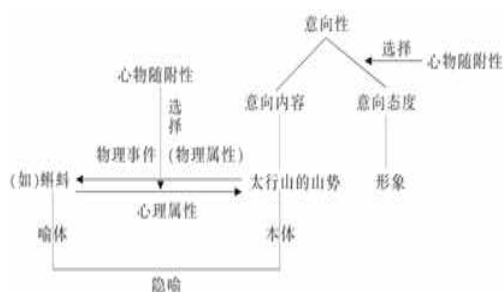 意向性
选择
心物随附性
心物随附性
意向内容
意向态度
选择
物理事件 (物理属性)
(如)蝌蚪
太行山的山势
形象
心理属性
喻体
本体
隐喻